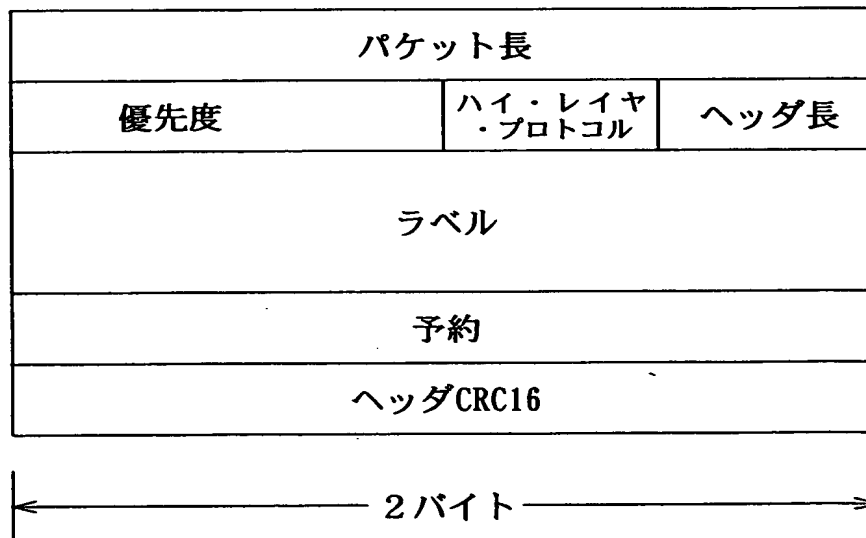 パケット長
優先度
ハイ・レイヤ
・プロトコル
ヘッダ長
ラベル
予約
ヘッダCRC16
2バイト